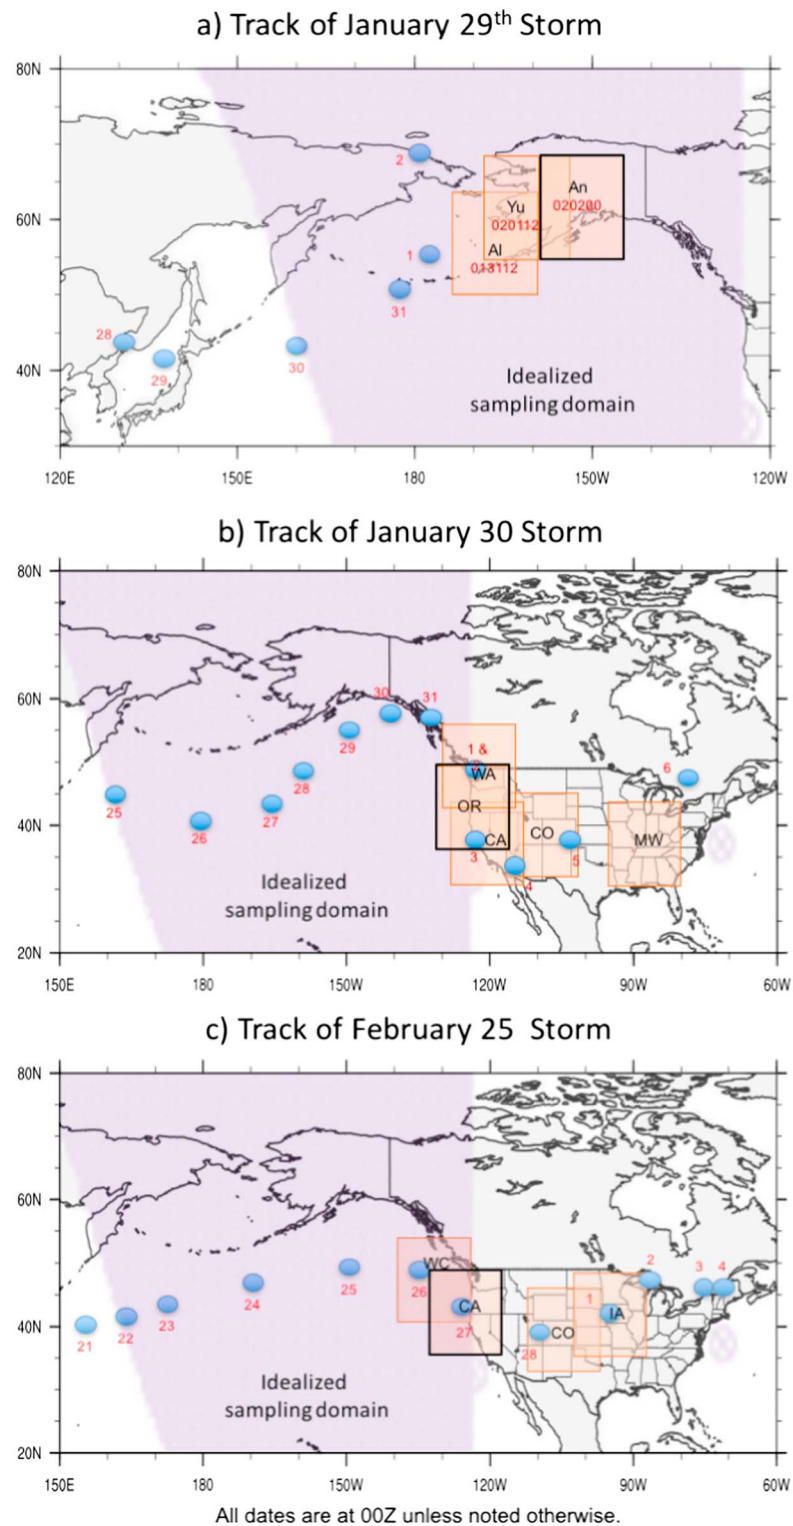 a) Track of January 29th Storm
80N
2
An
Yu
020200
60N
020112
1
Al
013112
31
28
29
30
40N
Idealized
sampling domain
120E
150E
180
150W
120W
b) Track of January 30 Storm
80N
60N
30
31
29
1 &
28
WA
6
25
27
OR
26
CO
40N
CA
MW
3
5
4
Idealized
sampling domain
20N
150E
180
150W
120W
90W
60W
c) Track of February 25 Storm
80N
60N
WC
2
3
4
25
26
24
1
CA
IA
23
22
27
CO
40N
21
28
Idealized
sampling domain
20N
150E
180
150W
120W
90W
60W
All dates are at 00Z unless noted otherwise.